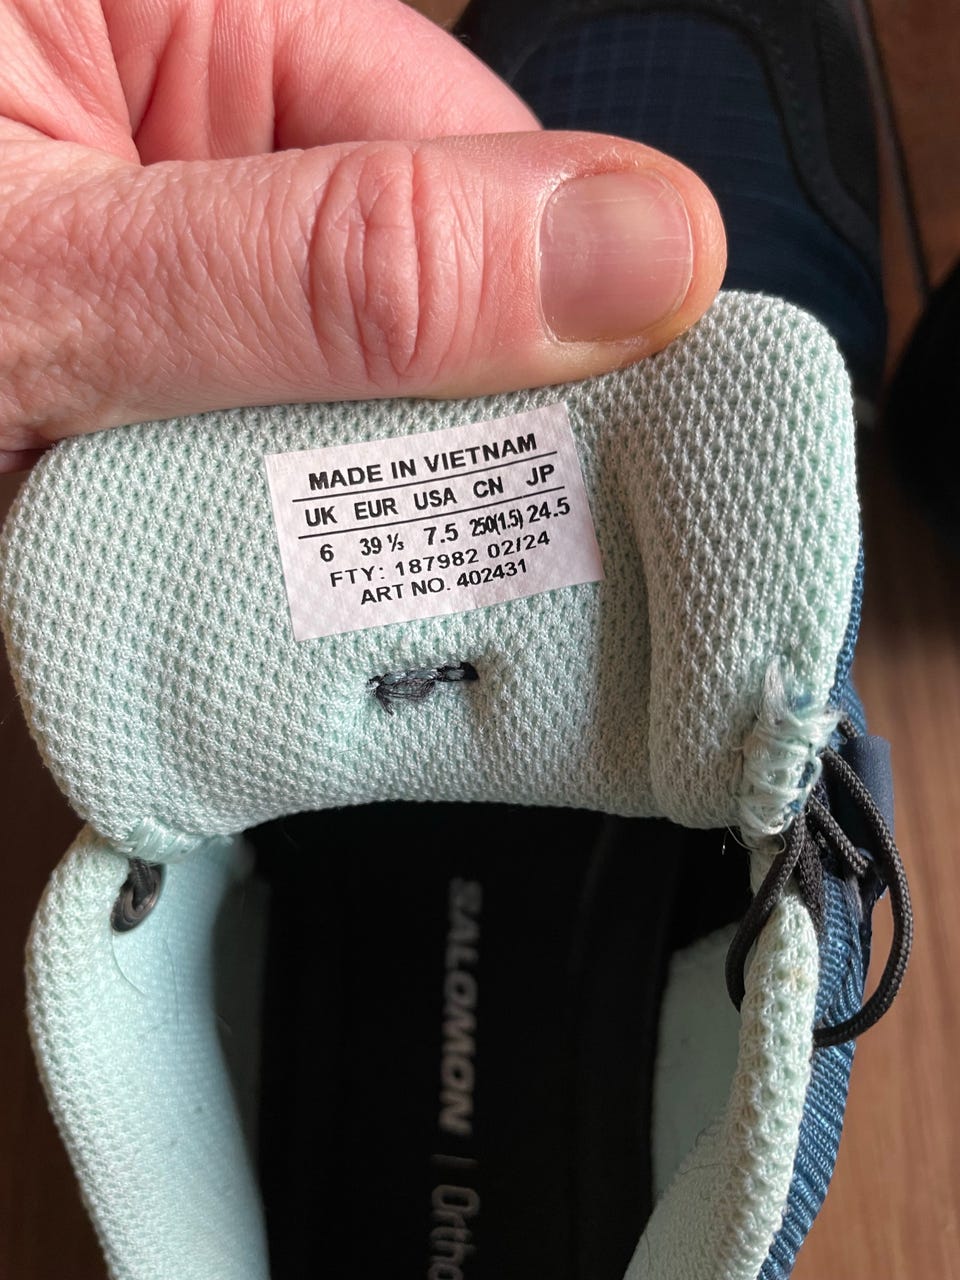 MADE IN VIETNAM
UK EUR USA CN JP
6 39 ⅓ 7.5 250(1.5) 24.5
FTY: 187982 02/24
ART NO. 402431
SALOMON | Ortho